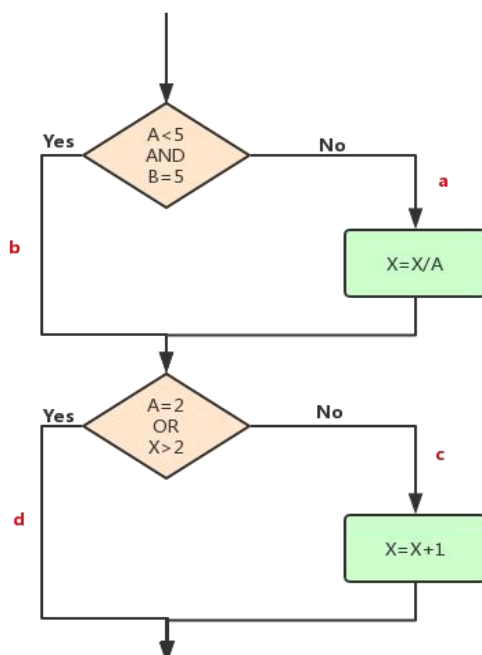 A<5
AND
B=5
Yes
No
a
b
X=X/A
A=2
OR
X>2
Yes
No
c
d
X=X+1